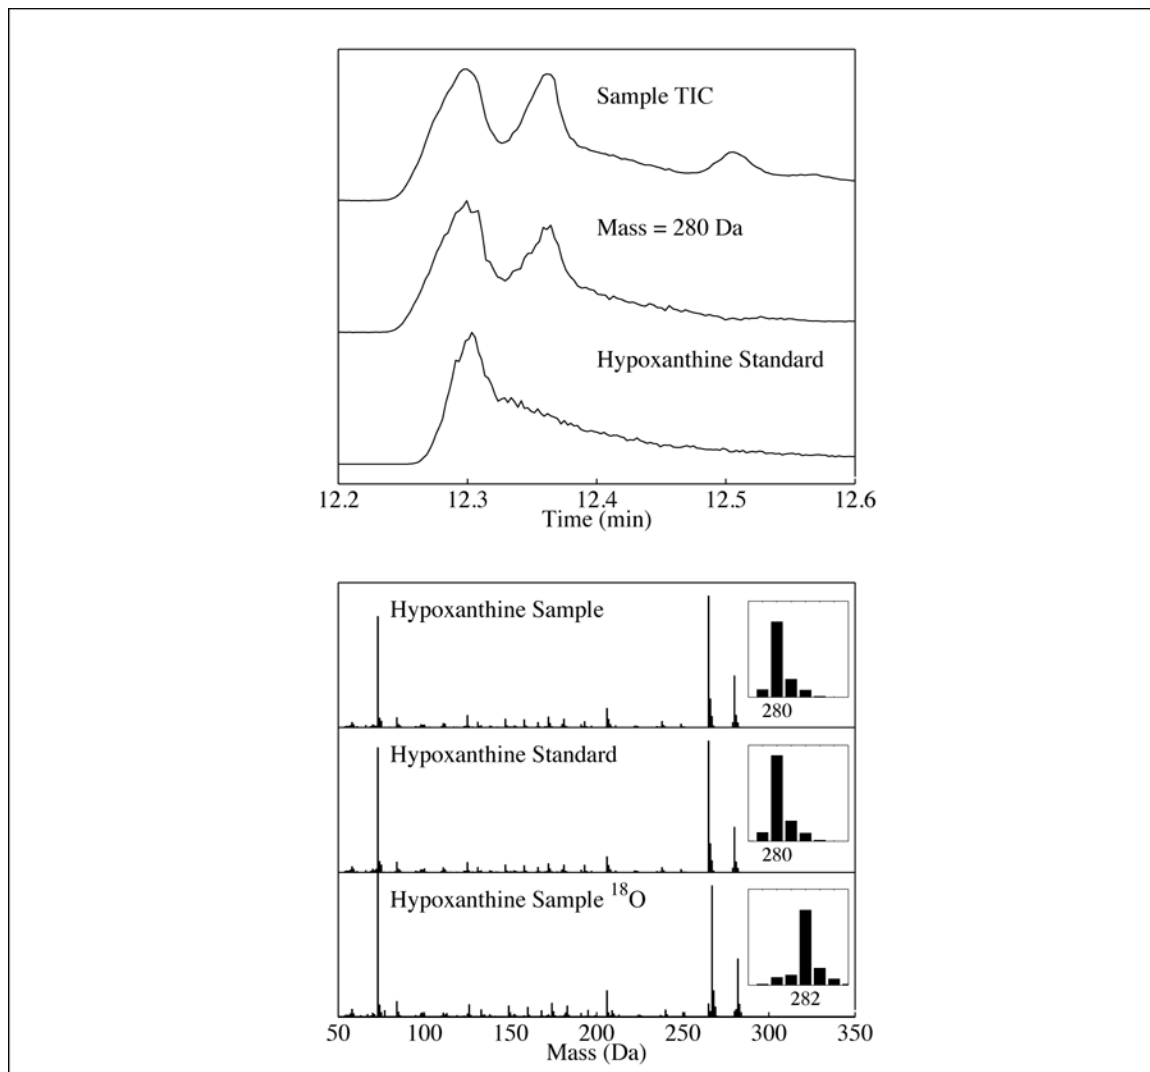 Sample TIC
Mass = 280 Da
Hypoxanthine Standard
12.2 12.3 12.4 12.5 12.6
Time (min)
Hypoxanthine Sample
280
Hypoxanthine Standard
280
Hypoxanthine Sample ¹⁸O
282
50 100 150 200 250 300 350
Mass (Da)